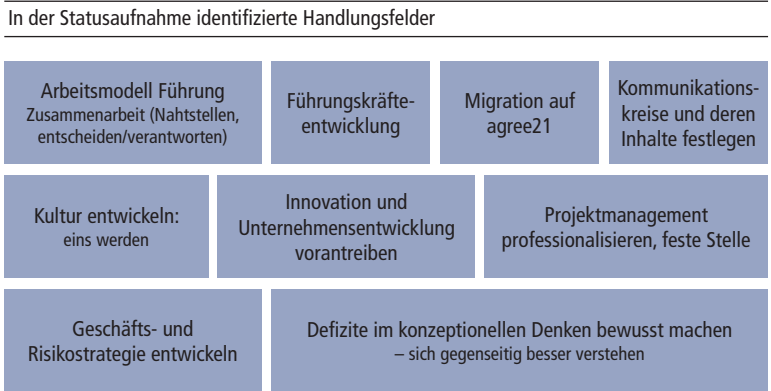 In der Statusaufnahme identifizierte Handlungsfelder
Arbeitsmodell Führung
Zusammenarbeit (Nahtstellen,
entscheiden/verantworten)
Führungskräfte-
entwicklung
Migration auf
agree21
Kommunikations-
kreise und deren
Inhalte festlegen
Kultur entwickeln:
eins werden
Innovation und
Unternehmensentwicklung
vorantreiben
Projektmanagement
professionalisieren, feste Stelle
Geschäfts- und
Risikostrategie entwickeln
Defizite im konzeptionellen Denken bewusst machen
– sich gegenseitig besser verstehen